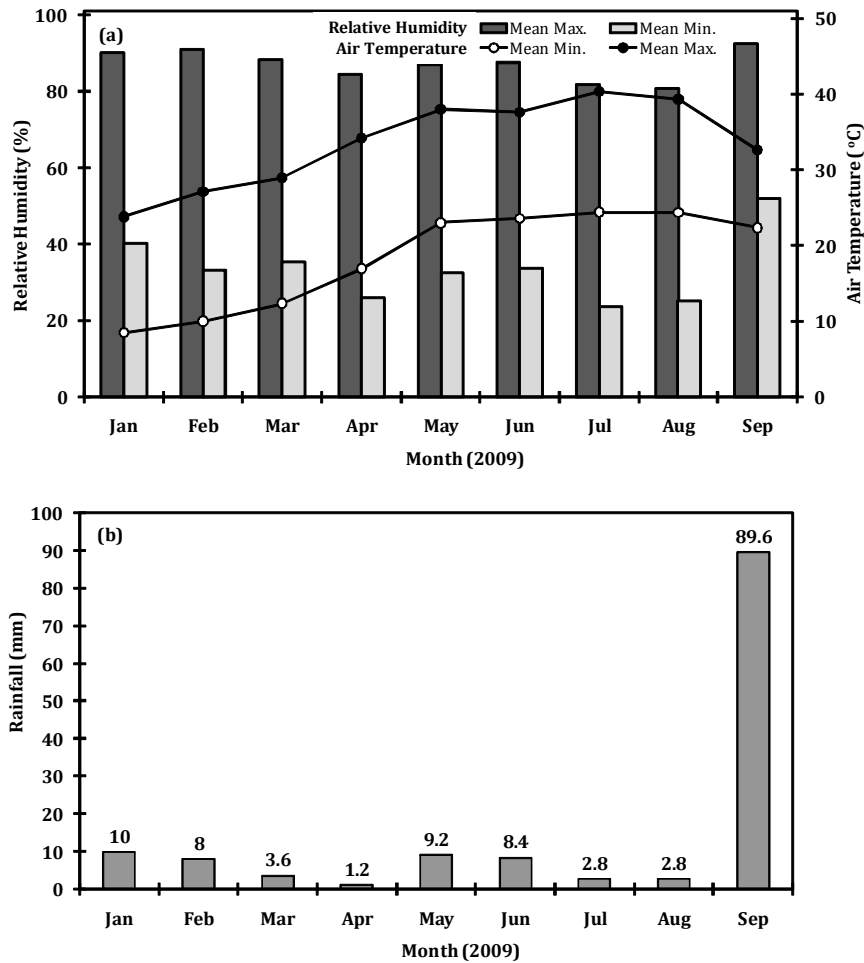 (a)
Relative Humidity Mean Max. Mean Min.
Air Temperature Mean Min. Mean Max.
100
80
60
40
20
0
Relative Humidity (%)
50
40
30
20
10
0
Air Temperature ( °C)
Jan Feb Mar Apr May Jun Jul Aug Sep
Month (2009)
(b)
100
90
80
70
60
50
40
30
20
10
0
Rainfall (mm)
10 8 3.6 1.2 9.2 8.4 2.8 2.8 89.6
Jan Feb Mar Apr May Jun Jul Aug Sep
Month (2009)